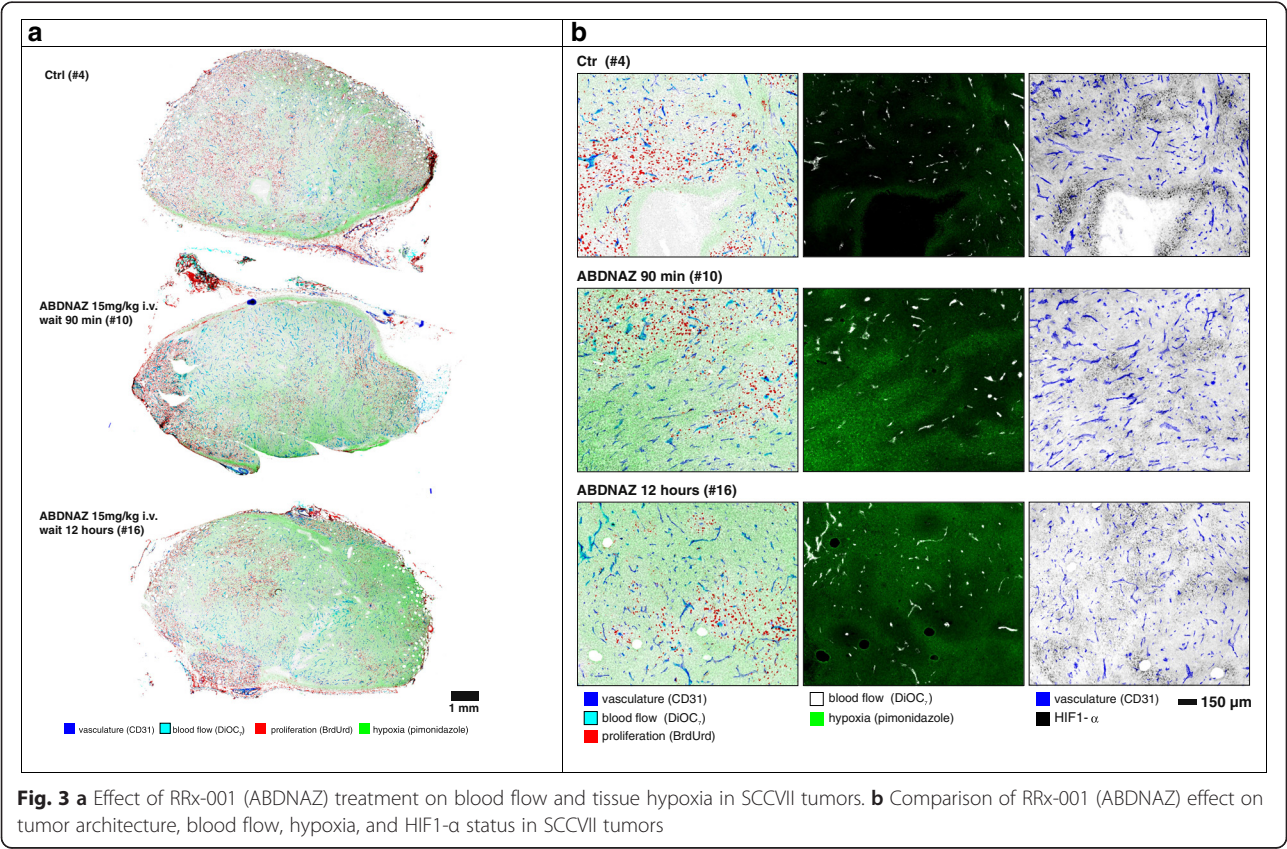 a
b
Ctrl (#4)
ABDNAZ 15mg/kg i.v.
wait 90 min (#10)
ABDNAZ 15mg/kg i.v.
wait 12 hours (#16)
1 mm
vasculature (CD31) blood flow (DiOC₇) proliferation (BrdUrd) hypoxia (pimonidazole)
Ctr (#4)
ABDNAZ 90 min (#10)
ABDNAZ 12 hours (#16)
vasculature (CD31)
blood flow (DiOC₇)
proliferation (BrdUrd)
blood flow (DiOC₇)
hypoxia (pimonidazole)
vasculature (CD31)
HIF1- α
150 µm
Fig. 3 a Effect of RRx-001 (ABDNAZ) treatment on blood flow and tissue hypoxia in SCCVII tumors. b Comparison of RRx-001 (ABDNAZ) effect on
tumor architecture, blood flow, hypoxia, and HIF1-α status in SCCVII tumors